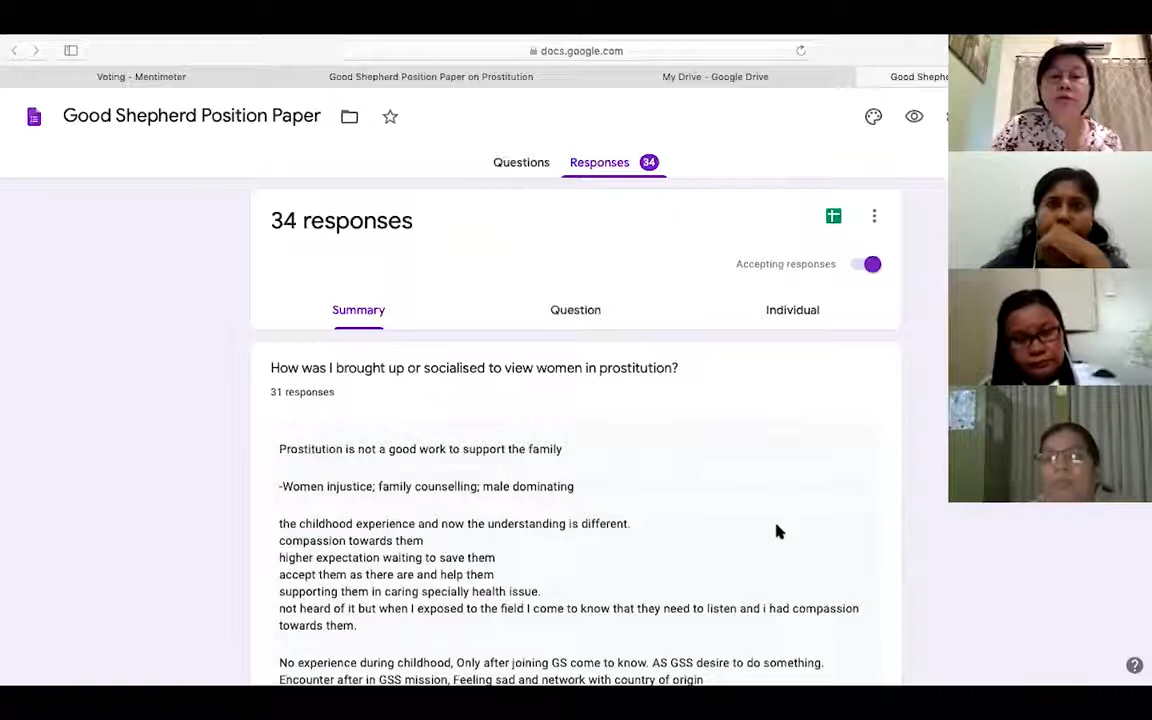 docs.google.com
Voting - Mentimeter
Good Shepherd Position Paper on Prostitution
My Drive - Google Drive
Good Sheph
Good Shepherd Position Paper
Questions
Responses 34
34 responses
Accepting responses
Summary
Question
Individual
How was I brought up or socialised to view women in prostitution?
31 responses
Prostitution is not a good work to support the family
-Women injustice; family counselling; male dominating
the childhood experience and now the understanding is different.
compassion towards them
higher expectation waiting to save them
accept them as there are and help them
supporting them in caring specially health issue.
not heard of it but when I exposed to the field I come to know that they need to listen and i had compassion
towards them.
No experience during childhood, Only after joining GS come to know. AS GSS desire to do something.
Encounter after in GSS mission, Feeling sad and network with country of origin